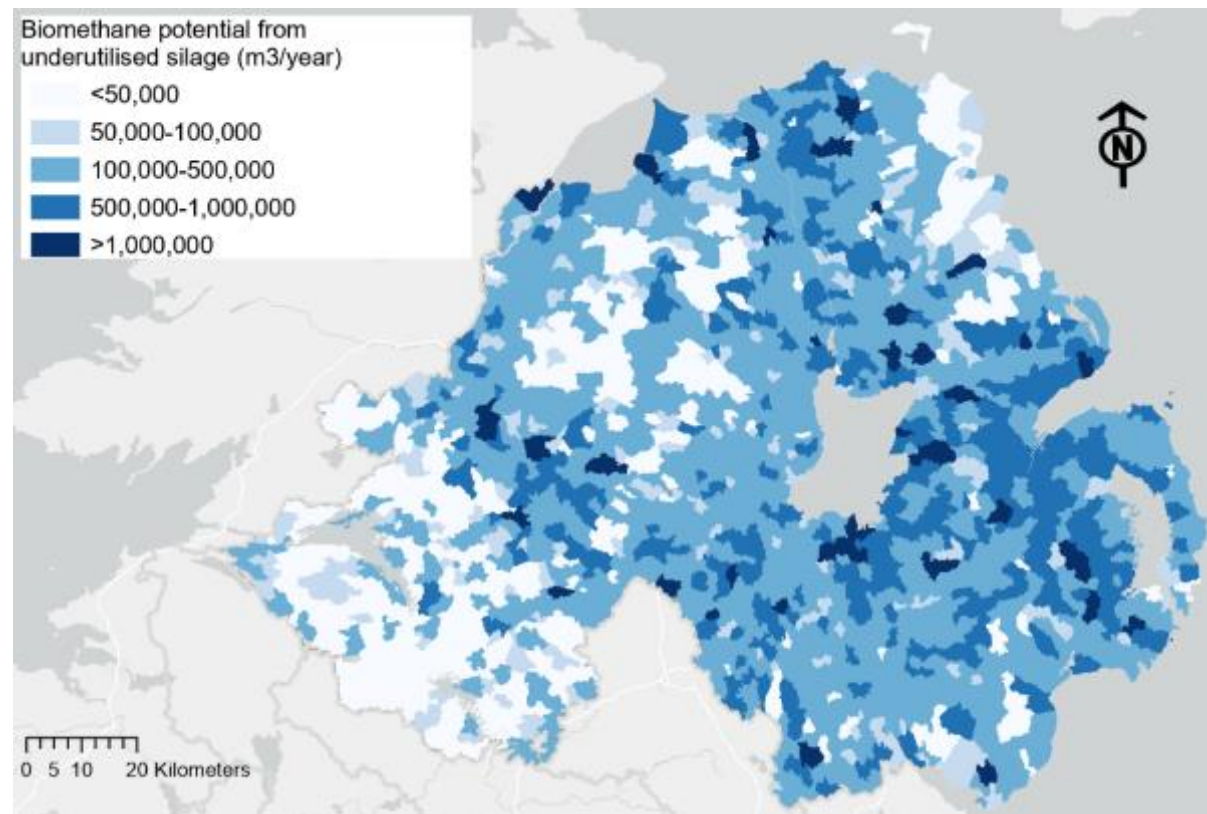 Biomethane potential from
underutilised silage (m3/year)
<50,000
50,000-100,000
100,000-500,000
500,000-1,000,000
>1,000,000
N
0 5 10 20 Kilometers